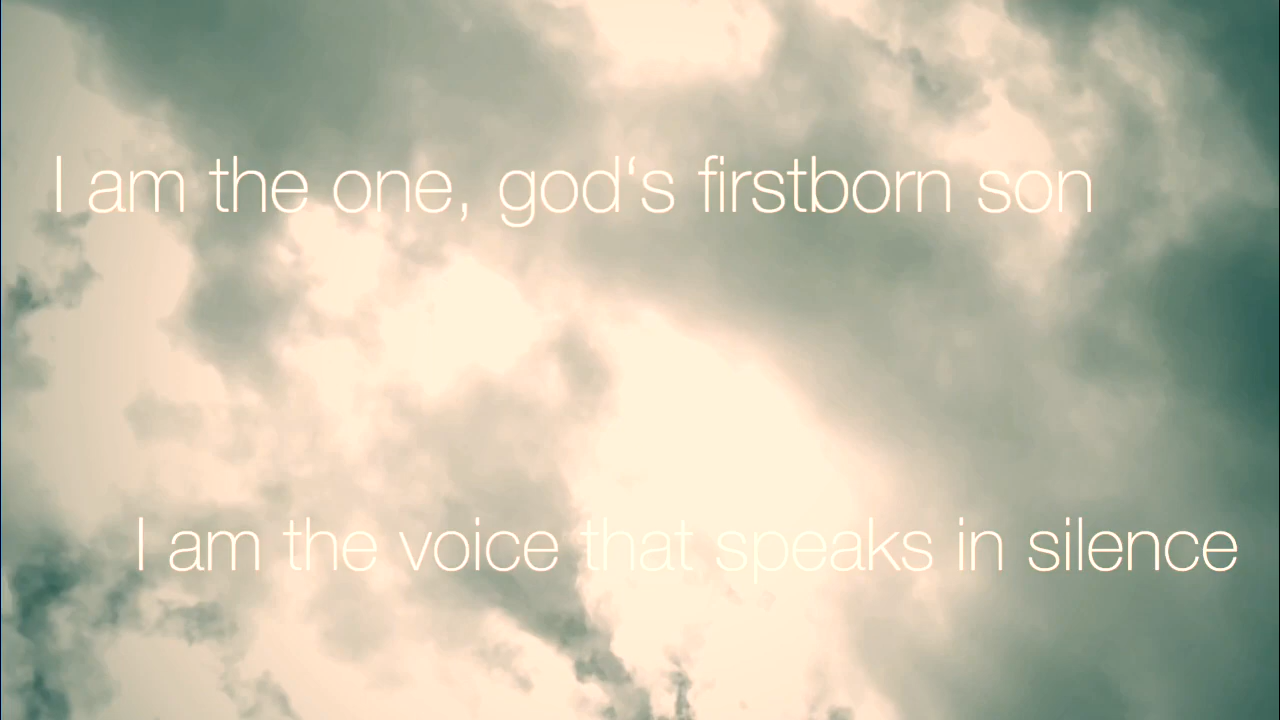 I am the one, god‘s firstborn son
I am the voice that speaks in silence